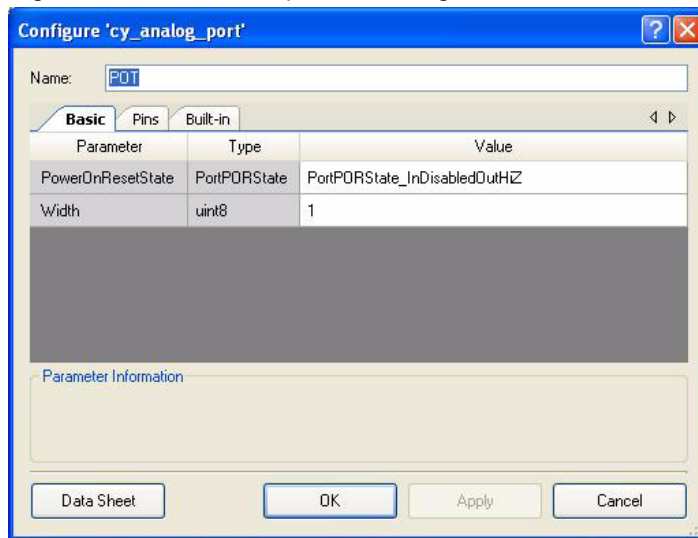 Configure 'cy_analog_port'
Name: POT
Basic Pins Built-in
Parameter Type Value
PowerOnResetState PortPORState PortPORState_InDisabledOutHiZ
Width uint8 1
Parameter Information
Data Sheet OK Apply Cancel